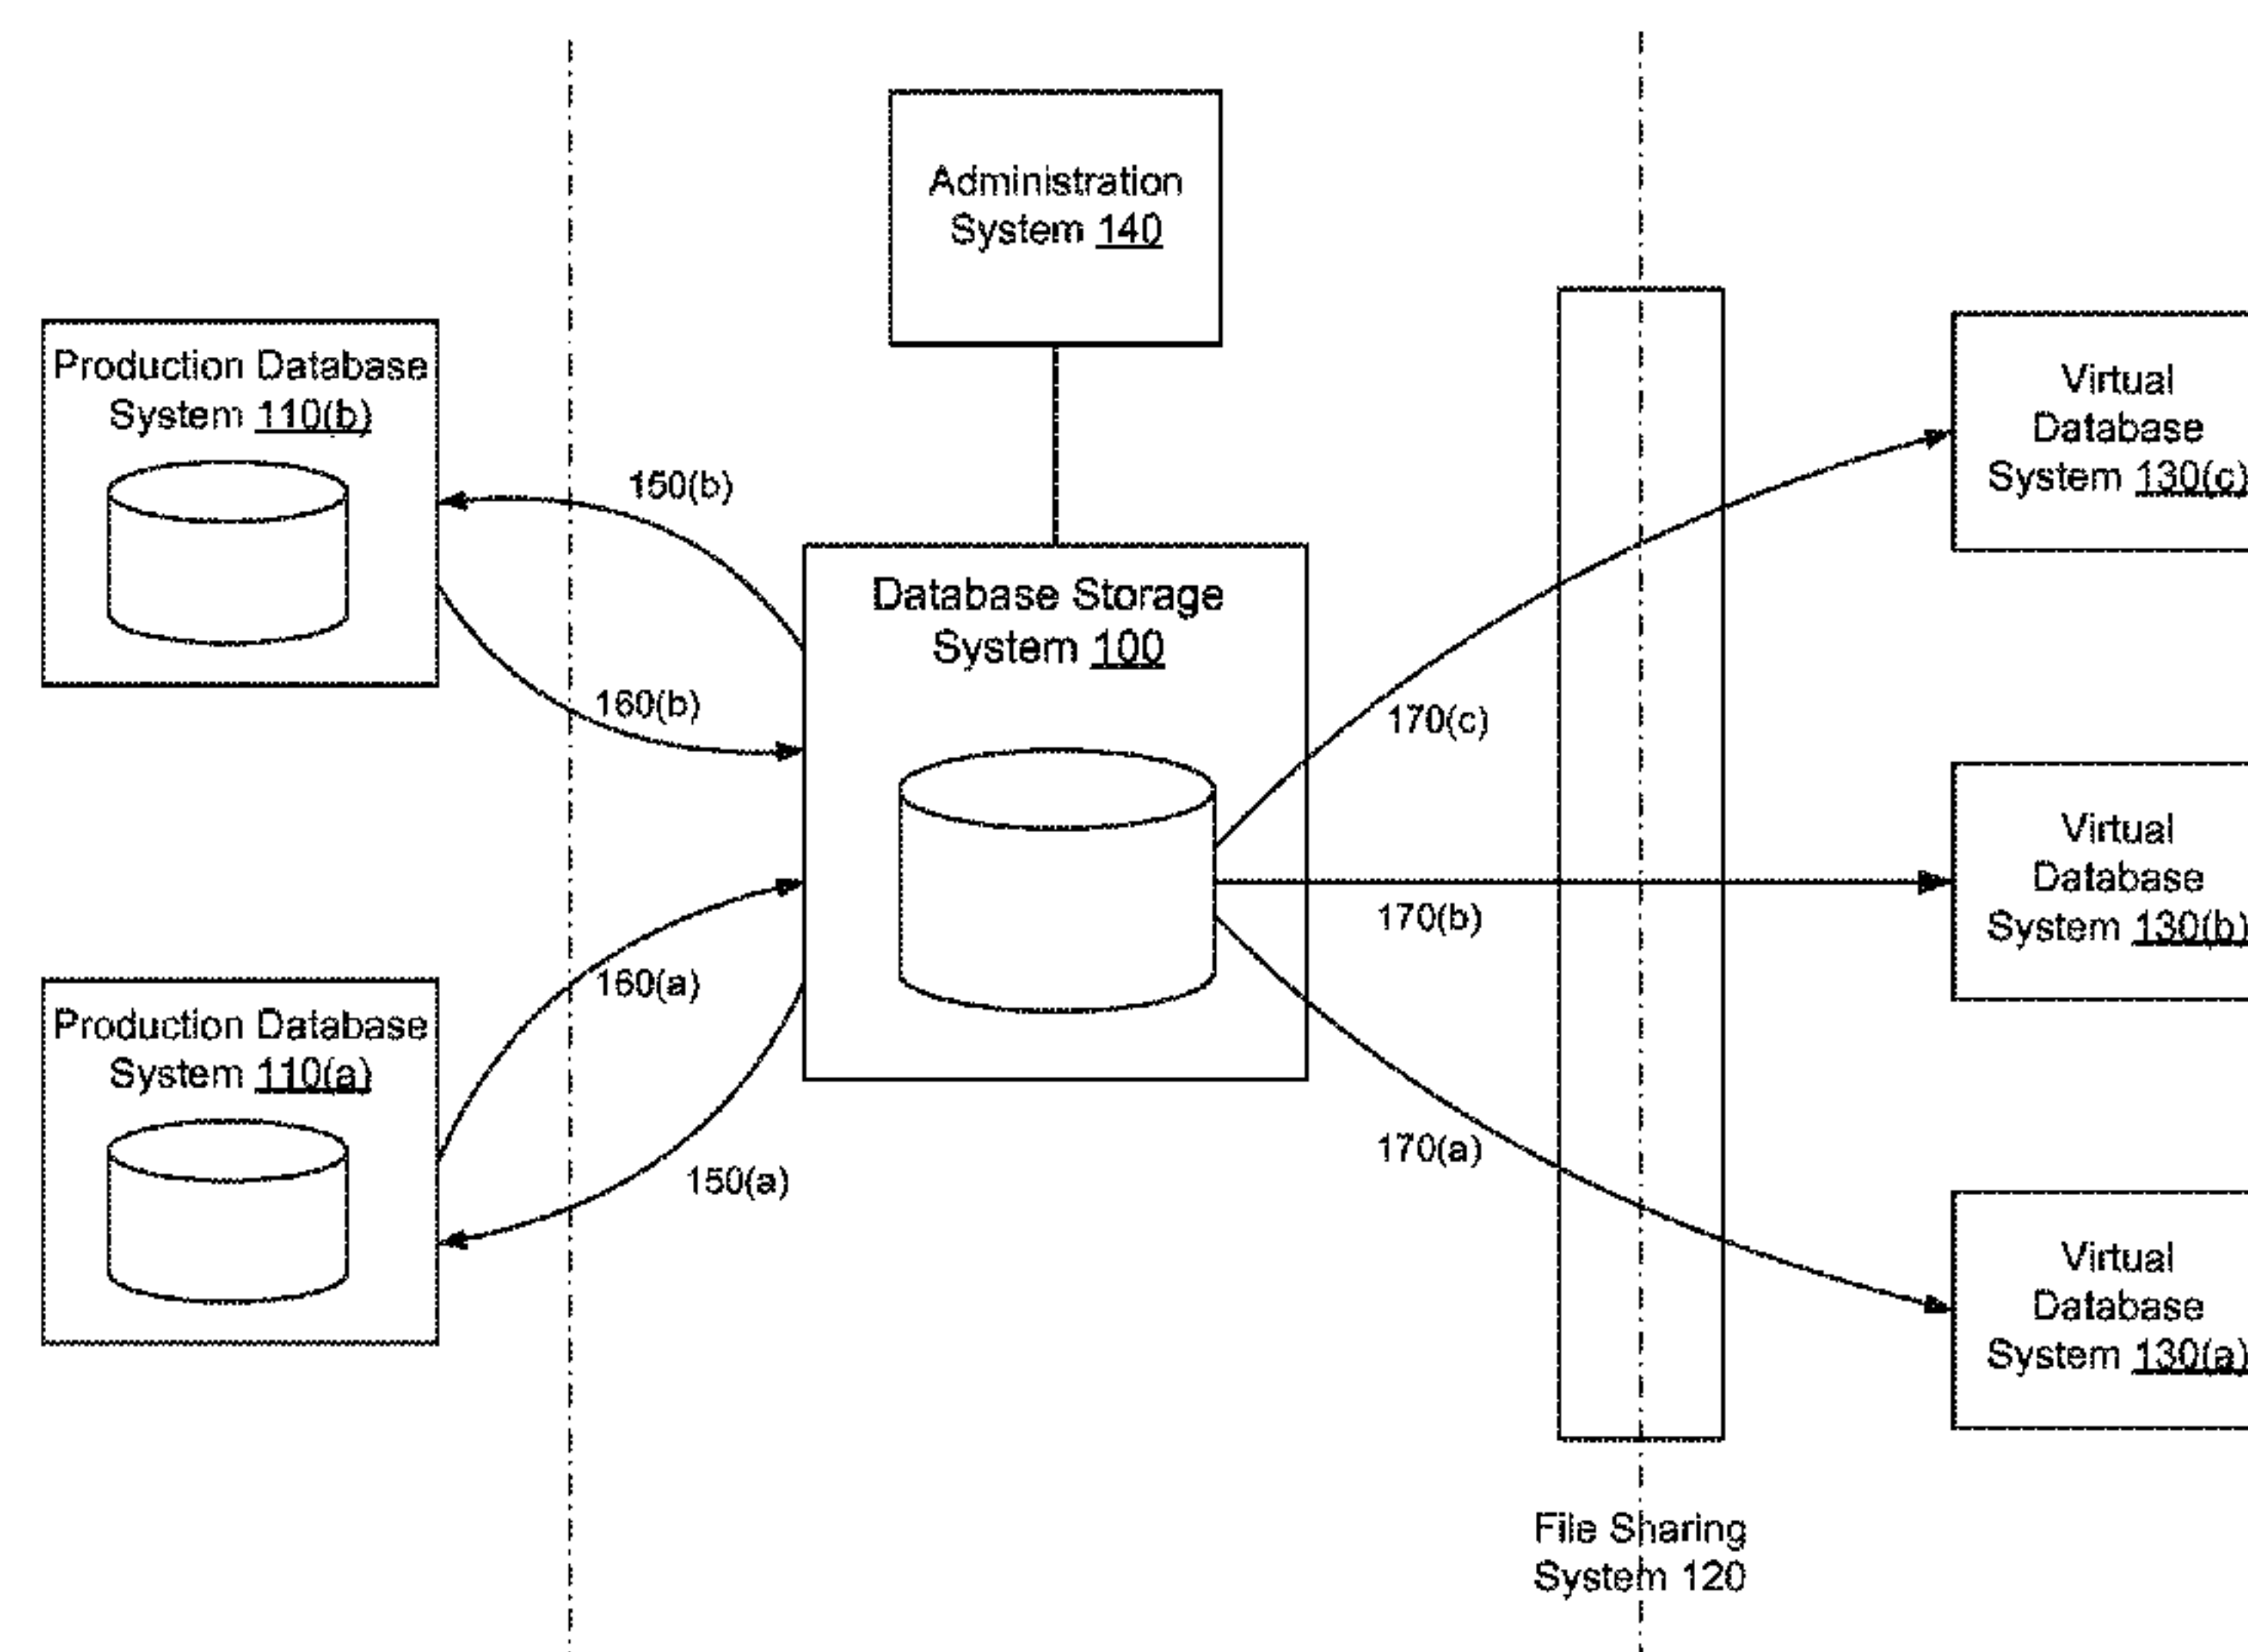 Administration
System 140
Production Database
System 110(b)
Virtual
Database
System 130(c)
150(b)
Database Storage
System 100
160(b)
170(c)
Virtual
Database
System 130(b)
170(b)
160(a)
Production Database
System 110(a)
170(a)
150(a)
Virtual
Database
System 130(a)
File Sharing
System 120